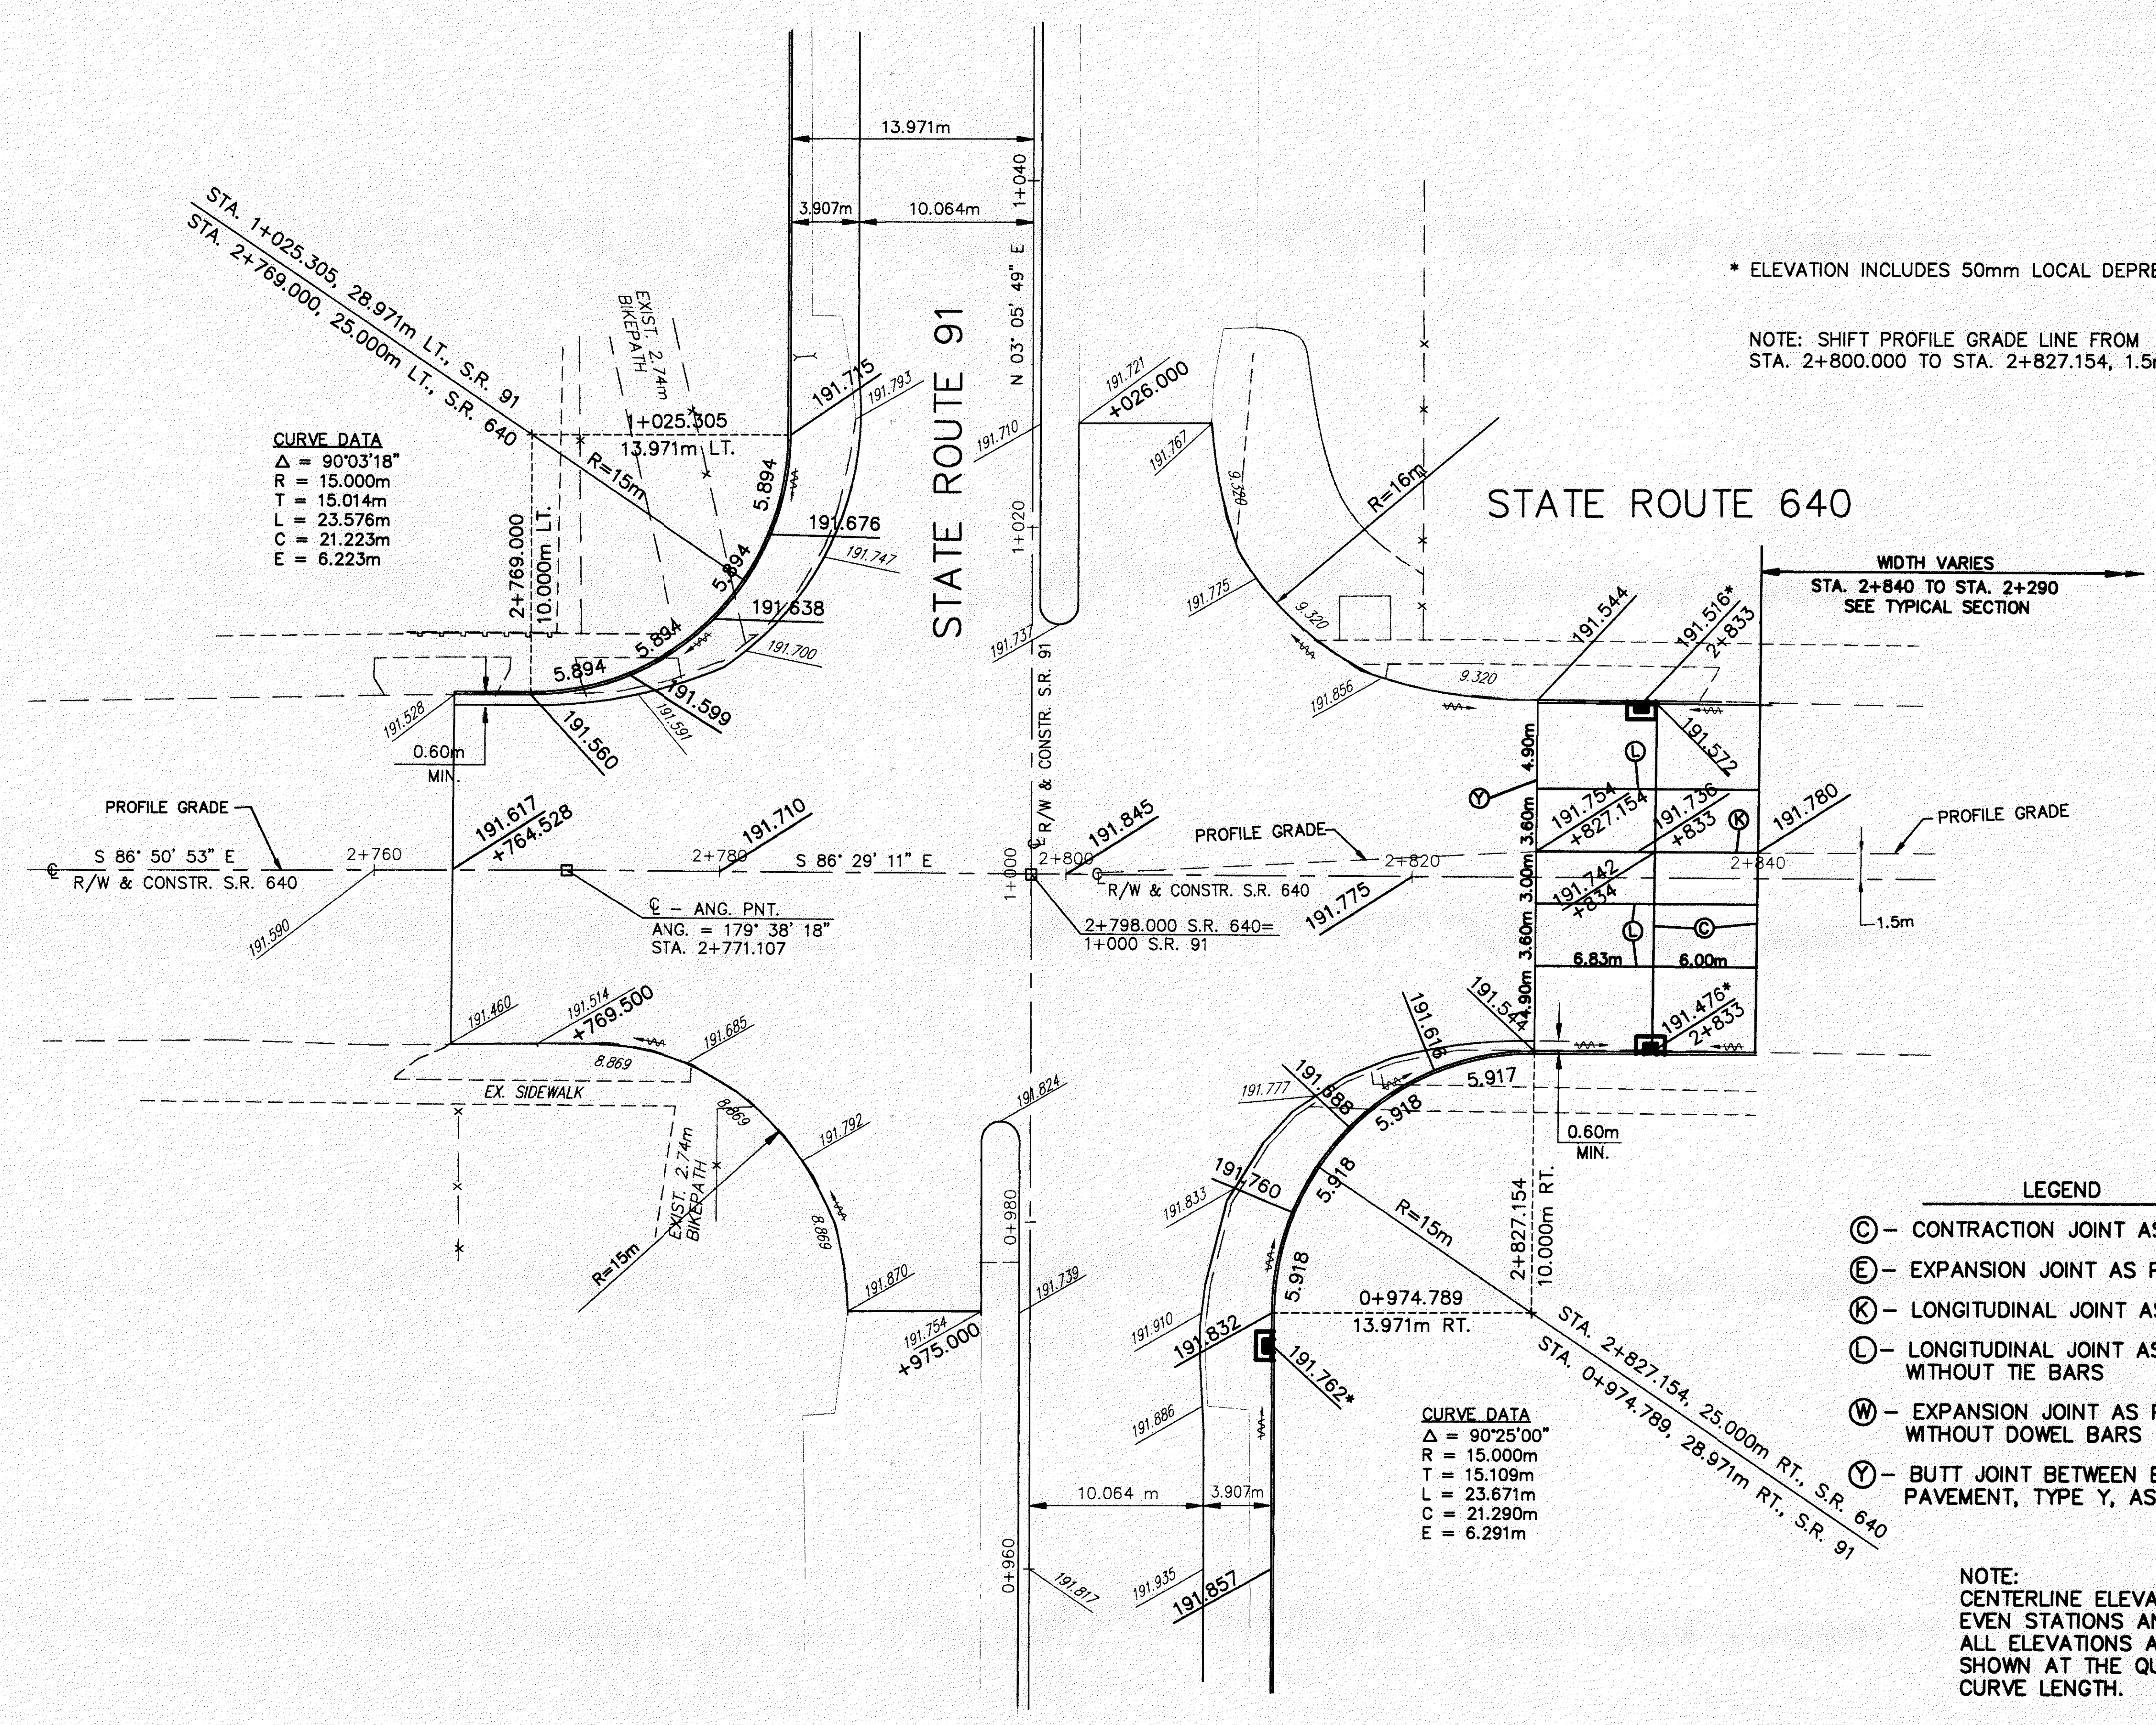 13.971m
1+040
3.907m
10.064m
N 03° 05' 49" E
STATE ROUTE 91
STA. 1+025.305, 28.971m LT., S.R. 91
STA. 2+769.000, 25.000m LT., S.R. 640
EXIST. 2.74m
BIKEPATH
* ELEVATION INCLUDES 50mm LOCAL
NOTE: SHIFT PROFILE GRADE LINE FROM
STA. 2+800.000 TO STA. 2+827.154,
191.715
191.793
1+025.305
13.971m LT.
191.721
+026.000
191.710
191.767
CURVE DATA
Δ = 90°03'18"
R = 15.000m
T = 15.014m
L = 23.576m
C = 21.223m
E = 6.223m
R=15m
5.894
9.320
R=16m
STATE ROUTE 640
2+769.000
10.000m LT.
191.676
191.747
1+020
5.894
WIDTH VARIES
STA. 2+840 TO STA. 2+290
SEE TYPICAL SECTION
191.638
191.775
9.320
191.544
191.516*
2+833
5.894
191.700
191.737
5.894
191.856
9.320
191.528
191.599
191.591
191.560
0.60m
MIN.
R/W & CONSTR. S.R. 91
4.90m
L
191.572
PROFILE GRADE
191.617
+764.528
191.710
191.845
PROFILE GRADE
Y
191.754
+827.154
191.736
+833
K
191.780
PROFILE GRADE
3.60m
S 86° 50' 53" E
2+760
2+780
S 86° 29' 11" E
2+800
2+820
2+840
R/W & CONSTR. S.R. 640
1+000
R/W & CONSTR. S.R. 640
191.775
3.00m
191.742
+834
1.5m
191.590
℄ - ANG. PNT.
ANG. = 179° 38' 18"
STA. 2+771.107
2+798.000 S.R. 640=
1+000 S.R. 91
3.60m
L
C
6.83m
6.00m
191.460
191.514
+769.500
191.685
8.869
191.618
191.544
4.90m
191.476*
2+833
EX. SIDEWALK
8.869
191.824
191.777
191.688
5.917
5.918
0.60m
MIN.
191.792
EXIST. 2.74m
BIKEPATH
191.760
191.833
5.918
R=15m
2+827.154
10.000m RT.
8.869
0+980
R=15m
191.870
191.739
5.918
0+974.789
13.971m RT.
191.754
+975.000
191.910
191.832
191.762*
191.886
STA. 2+827.154, 25.000m RT., S.R. 640
STA. 0+974.789, 28.971m RT., S.R. 91
LEGEND
C – CONTRACTION JOINT
E – EXPANSION JOINT AS
K – LONGITUDINAL JOINT
L – LONGITUDINAL JOINT
WITHOUT TIE BARS
W – EXPANSION JOINT AS
WITHOUT DOWEL BARS
Y – BUTT JOINT BETWEEN
PAVEMENT, TYPE Y, AS
CURVE DATA
Δ = 90°25'00"
R = 15.000m
T = 15.109m
L = 23.671m
C = 21.290m
E = 6.291m
10.064 m
3.907m
0+960
191.817
191.935
191.857
NOTE:
CENTERLINE
EVEN STATIONS
ALL ELEVATIONS
SHOWN AT THE
CURVE LENGTH.